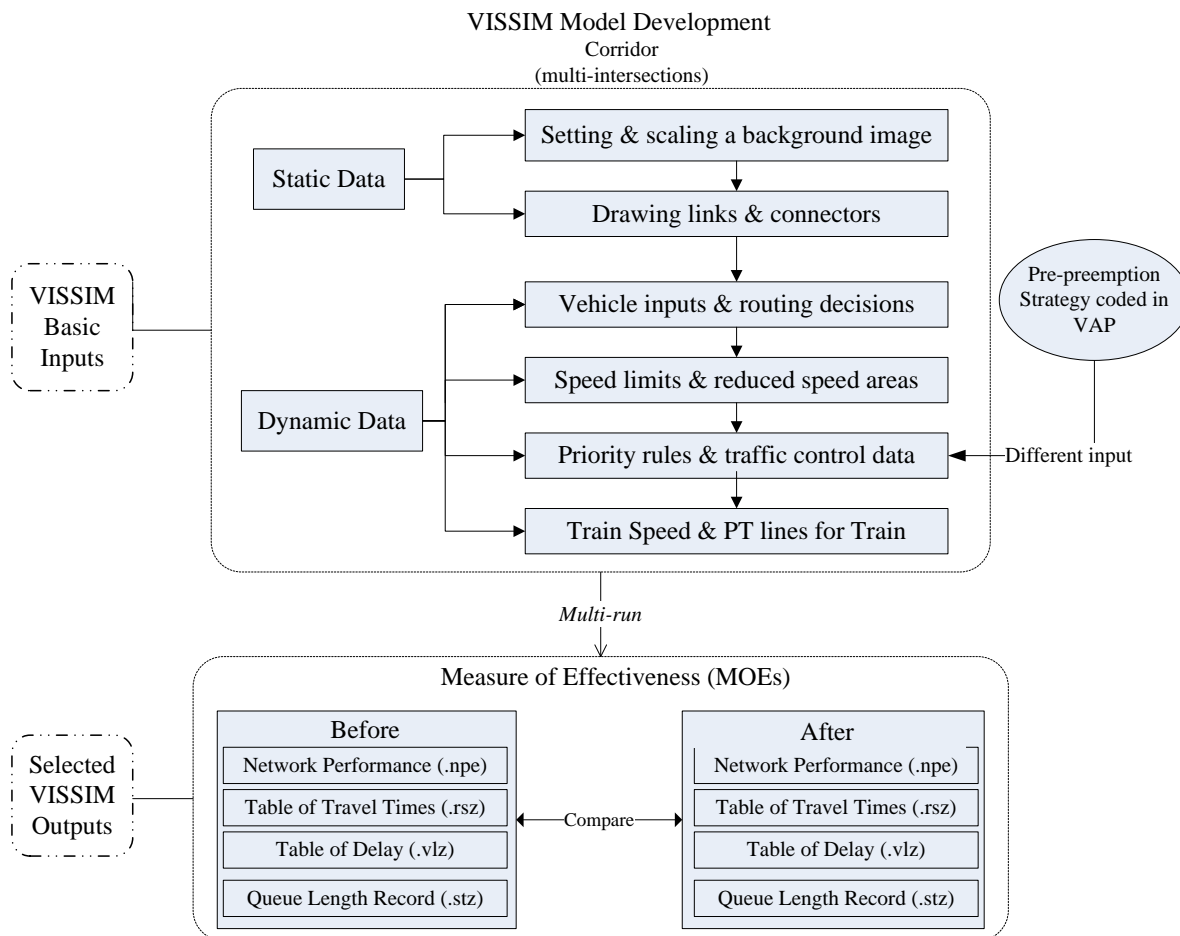 VISSIM Model Development
Corridor
(multi-intersections)
Setting & scaling a background image
Static Data
Drawing links & connectors
VISSIM
Basic
Inputs
Vehicle inputs & routing decisions
Pre-preemption
Strategy coded in
VAP
Speed limits & reduced speed areas
Dynamic Data
Priority rules & traffic control data
Different input
Train Speed & PT lines for Train
Multi-run
Measure of Effectiveness (MOEs)
Selected
VISSIM
Outputs
Before
Network Performance (.npe)
Table of Travel Times (.rsz)
Table of Delay (.vlz)
Queue Length Record (.stz)
Compare
After
Network Performance (.npe)
Table of Travel Times (.rsz)
Table of Delay (.vlz)
Queue Length Record (.stz)